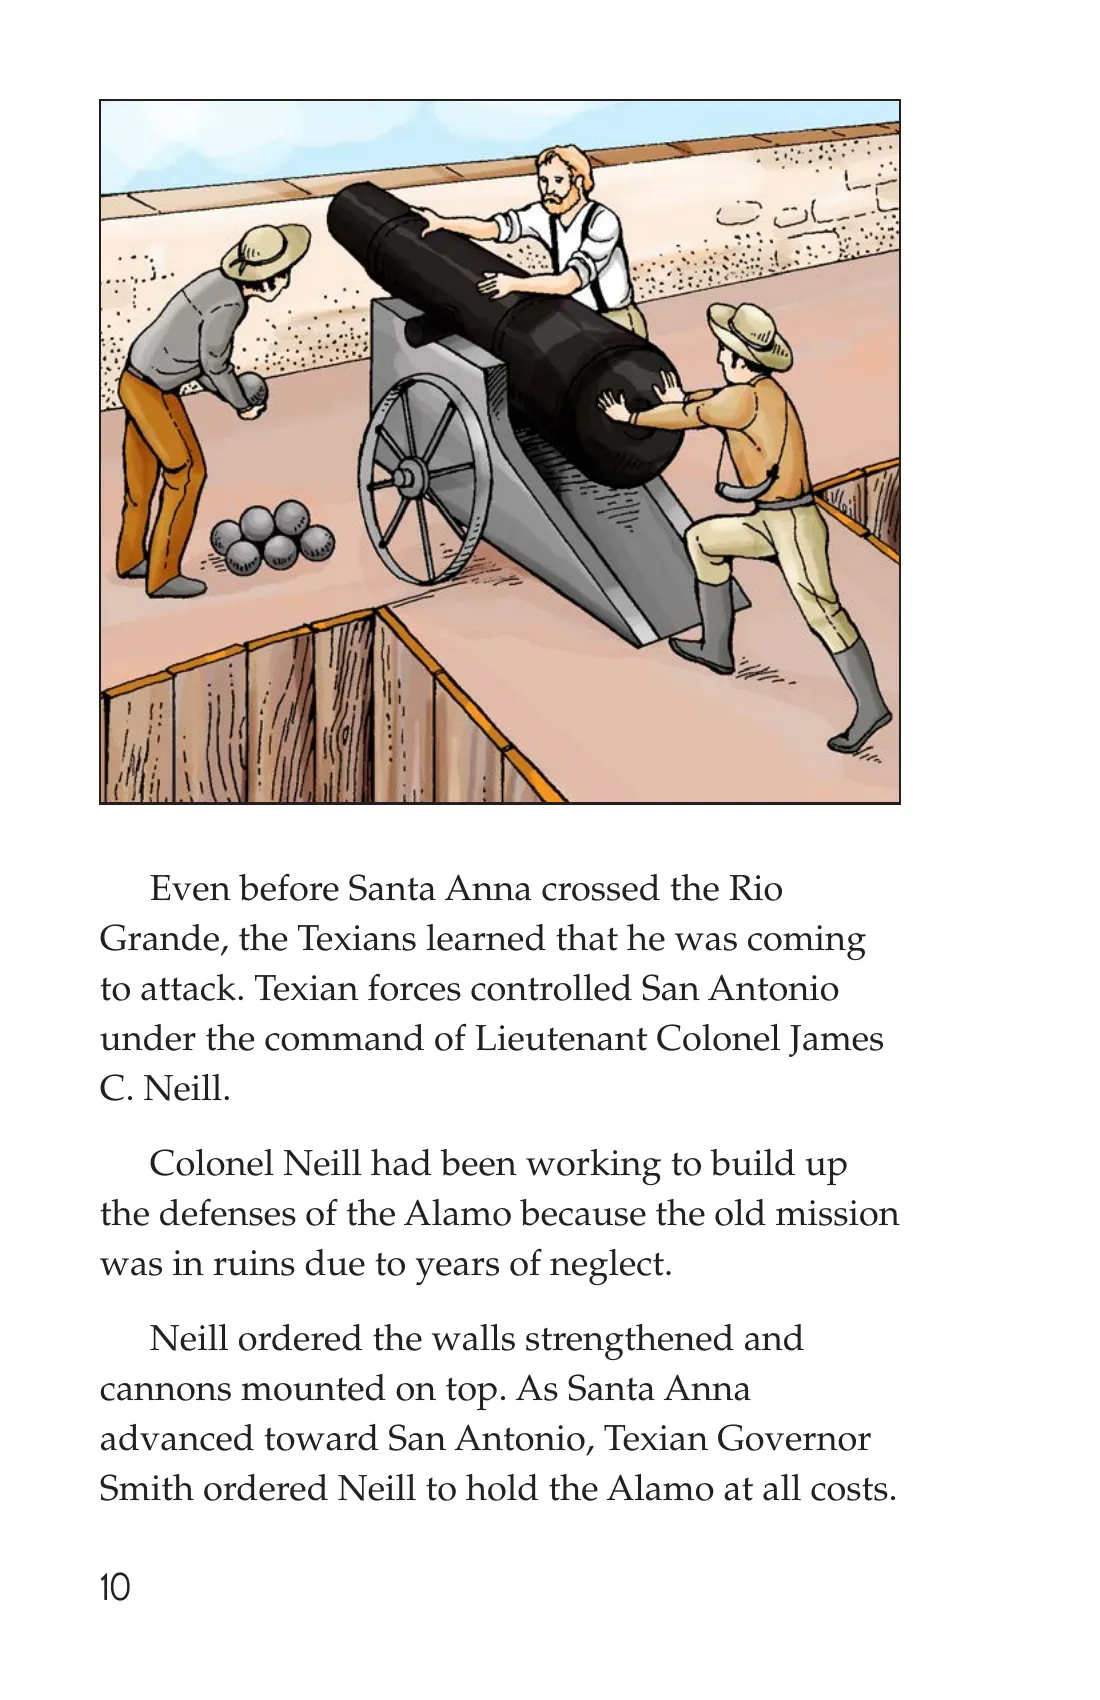 Even before Santa Anna crossed the Rio
Grande, the Texians learned that he was coming
to attack. Texian forces controlled San Antonio
under the command of Lieutenant Colonel James
C. Neill.
Colonel Neill had been working to build up
the defenses of the Alamo because the old mission
was in ruins due to years of neglect.
Neill ordered the walls strengthened and
cannons mounted on top. As Santa Anna
advanced toward San Antonio, Texian Governor
Smith ordered Neill to hold the Alamo at all costs.
10